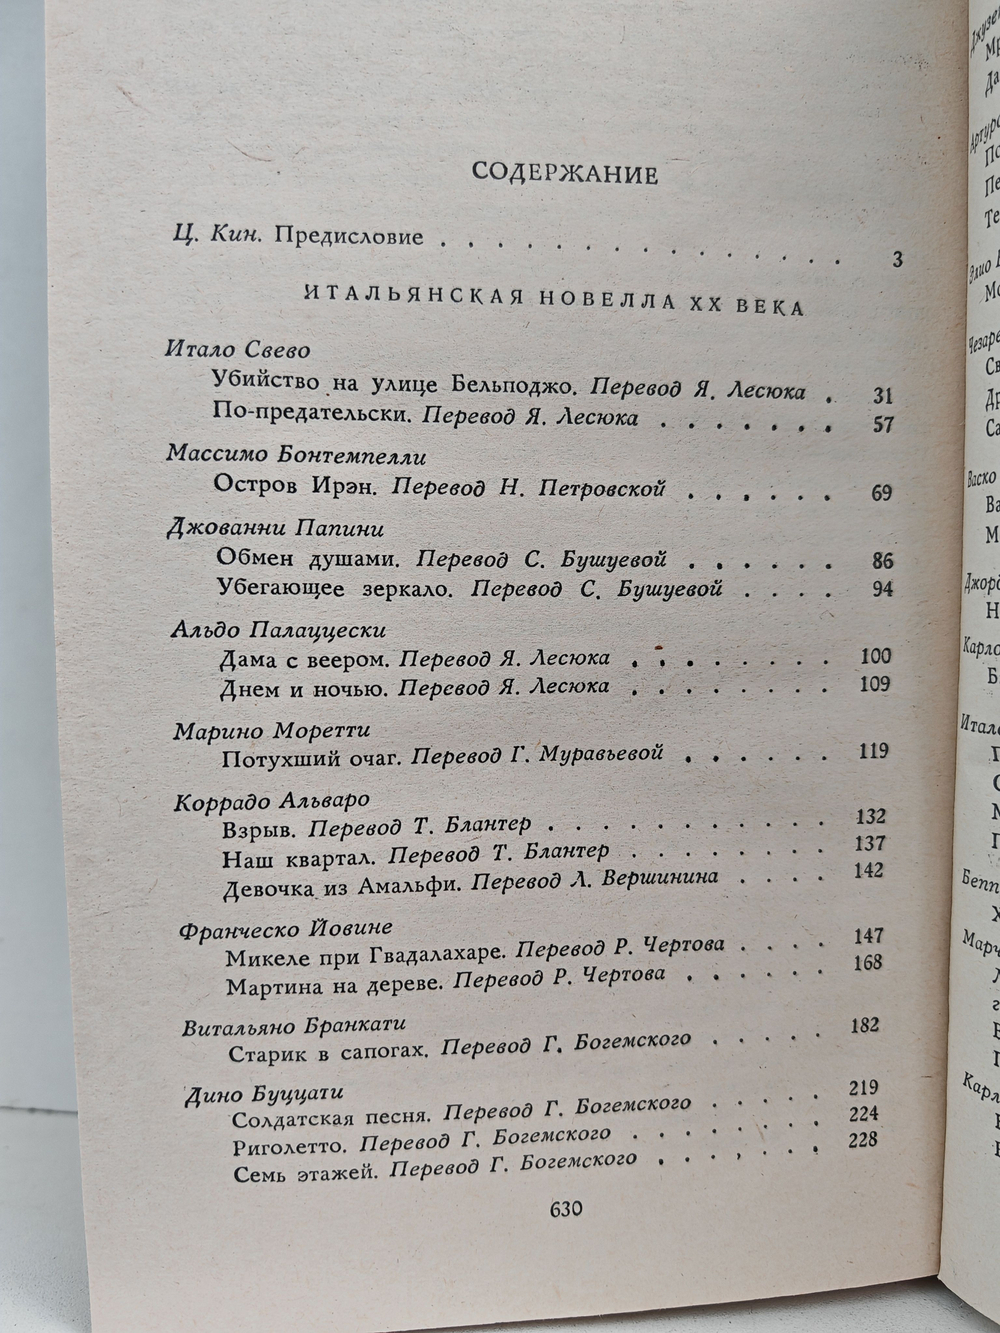 СОДЕРЖАНИЕ
Ц. Кин. Предисловие . . . . . . . . . . . . . . 3
ИТАЛЬЯНСКАЯ НОВЕЛЛА XX ВЕКА
Итало Свево
Убийство на улице Бельподжо. Перевод Я. Лесюка . 31
По-предательски. Перевод Я. Лесюка . . . . . . . 57
Массимо Бонтемпелли
Остров Ирэн. Перевод Н. Петровской . . . . . . 69
Джованни Папини
Обмен душами. Перевод С. Бушуевой . . . . . . 86
Убегающее зеркало. Перевод С. Бушуевой . . . . 94
Альдо Палаццески
Дама с веером. Перевод Я. Лесюка . . . . . . . . 100
Днем и ночью. Перевод Я. Лесюка . . . . . . . . 109
Марино Моретти
Потухший очаг. Перевод Г. Муравьевой . . . . . . 119
Коррадо Альваро
Взрыв. Перевод Т. Блантер . . . . . . . . . . . 132
Наш квартал. Перевод Т. Блантер . . . . . . . . 137
Девочка из Амальфи. Перевод Л. Вершинина . . . . 142
Франческо Йовине
Микеле при Гвадалахаре. Перевод Р. Чертова . . . . 147
Мартина на дереве. Перевод Р. Чертова . . . . . . 168
Витальяно Бранкати
Старик в сапогах. Перевод Г. Богемского . . . . . 182
Дино Буццати
Солдатская песня. Перевод Г. Богемского . . . . . 219
Риголетто. Перевод Г. Богемского . . . . . . . . 224
Семь этажей. Перевод Г. Богемского . . . . . . . 228
630
Васко
Итало